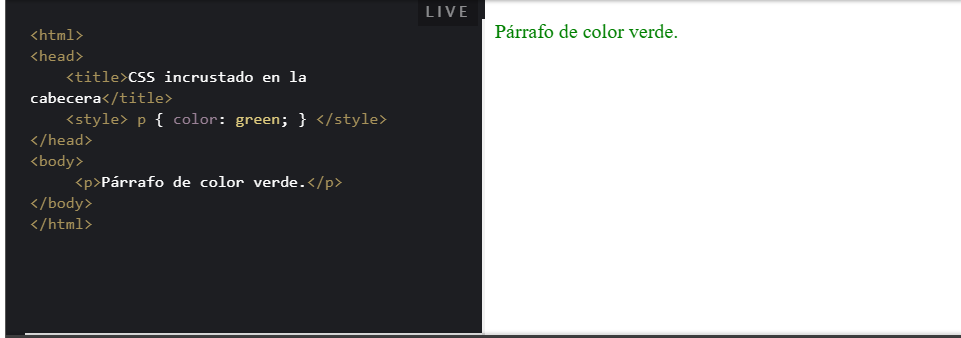 LIVE
<html>
<head>
<title>CSS incrustado en la
cabecera</title>
<style> p { color: green; } </style>
</head>
<body>
<p>Párrafo de color verde.</p>
</body>
</html>
Párrafo de color verde.